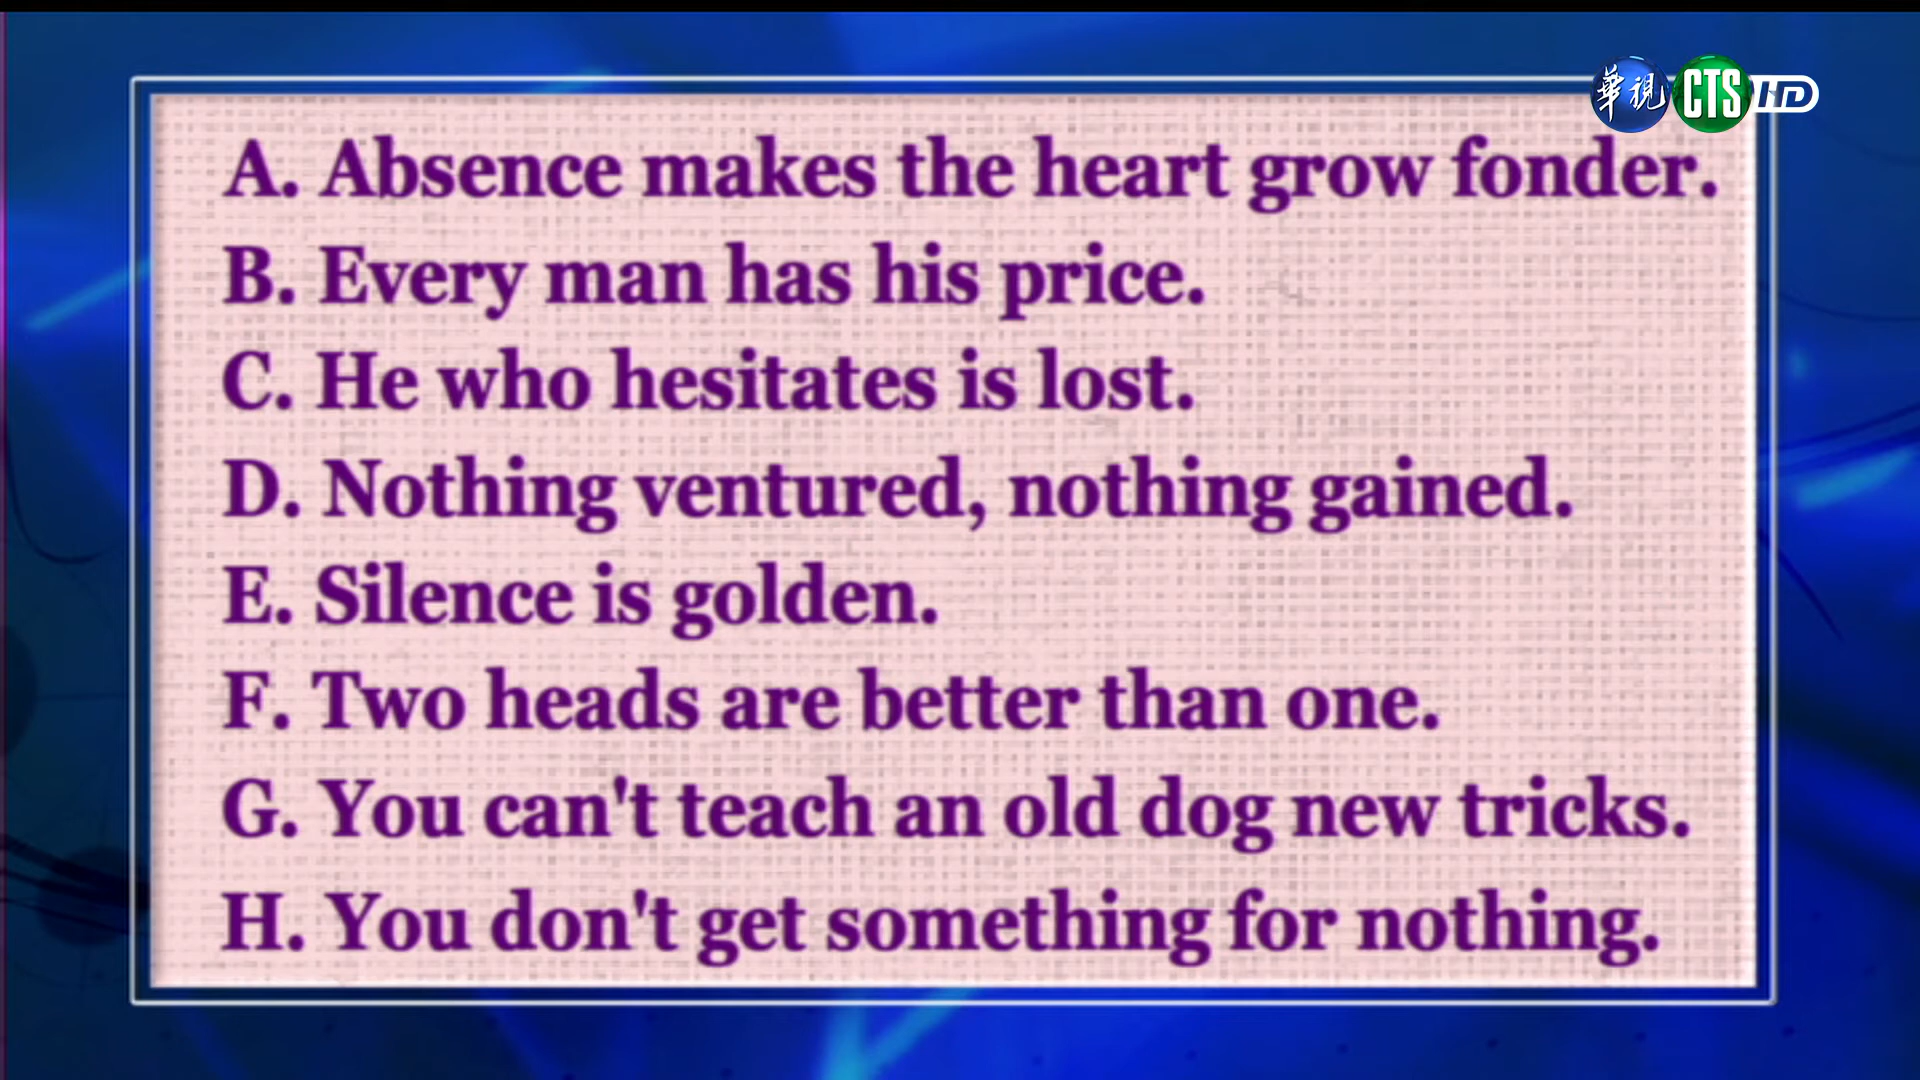 華視 CTS HD
A. Absence makes the heart grow fonder.
B. Every man has his price.
C. He who hesitates is lost.
D. Nothing ventured, nothing gained.
E. Silence is golden.
F. Two heads are better than one.
G. You can't teach an old dog new tricks.
H. You don't get something for nothing.